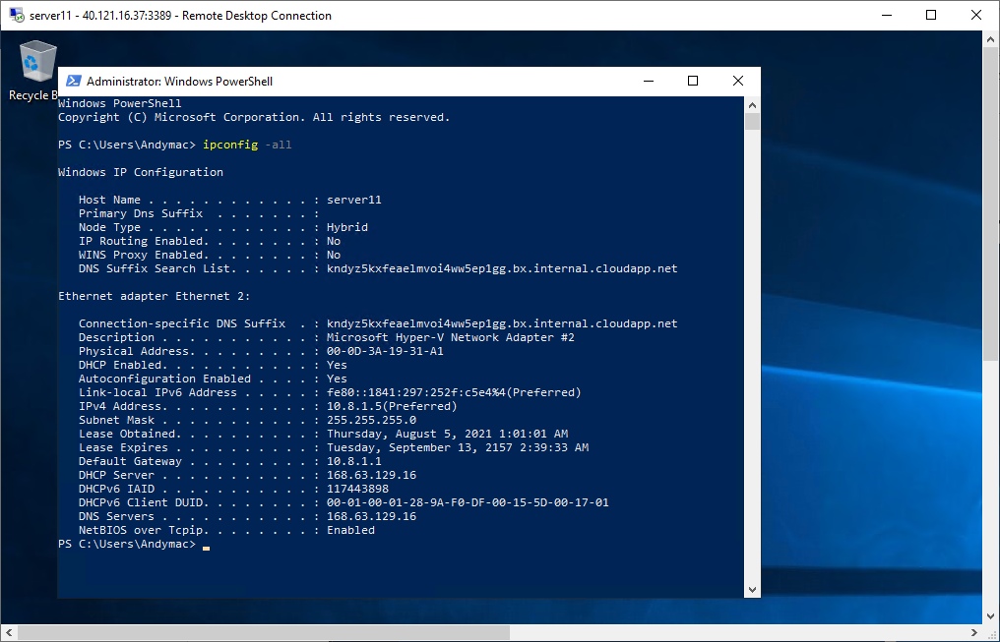 server11 - 40.121.16.37:3389 - Remote Desktop Connection
Recycle B
Administrator: Windows PowerShell
Windows PowerShell
Copyright (C) Microsoft Corporation. All rights reserved.
PS C:\Users\Andymac> ipconfig -all
Windows IP Configuration
Host Name . . . . . . . . . . . . : server11
Primary Dns Suffix  . . . . . . . :
Node Type . . . . . . . . . . . . : Hybrid
IP Routing Enabled. . . . . . . . : No
WINS Proxy Enabled. . . . . . . . : No
DNS Suffix Search List. . . . . . : kndyz5kxfeaelmvoi4ww5ep1gg.bx.internal.cloudapp.net
Ethernet adapter Ethernet 2:
Connection-specific DNS Suffix  . : kndyz5kxfeaelmvoi4ww5ep1gg.bx.internal.cloudapp.net
Description . . . . . . . . . . . : Microsoft Hyper-V Network Adapter #2
Physical Address. . . . . . . . . : 00-0D-3A-19-31-A1
DHCP Enabled. . . . . . . . . . . : Yes
Autoconfiguration Enabled . . . . : Yes
Link-local IPv6 Address . . . . . : fe80::1841:297:252f:c5e4%4(Preferred)
IPv4 Address. . . . . . . . . . . : 10.8.1.5(Preferred)
Subnet Mask . . . . . . . . . . . : 255.255.255.0
Lease Obtained. . . . . . . . . . : Thursday, August 5, 2021 1:01:01 AM
Lease Expires . . . . . . . . . . : Tuesday, September 13, 2157 2:39:33 AM
Default Gateway . . . . . . . . . : 10.8.1.1
DHCP Server . . . . . . . . . . . : 168.63.129.16
DHCPv6 IAID . . . . . . . . . . . : 117443898
DHCPv6 Client DUID. . . . . . . . : 00-01-00-01-28-9A-F0-DF-00-15-5D-00-17-01
DNS Servers . . . . . . . . . . . : 168.63.129.16
NetBIOS over Tcpip. . . . . . . . : Enabled
PS C:\Users\Andymac>